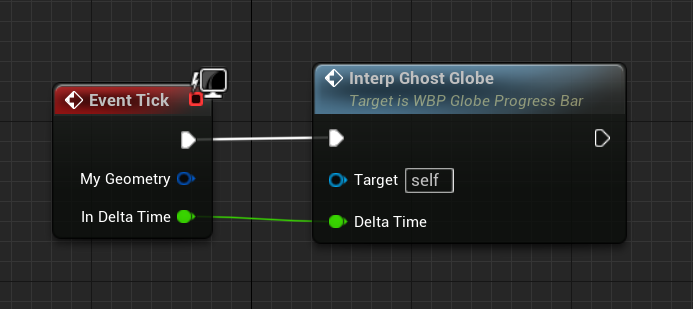 Event Tick
My Geometry
In Delta Time
Interp Ghost Globe
Target is WBP Globe Progress Bar
Target self
Delta Time